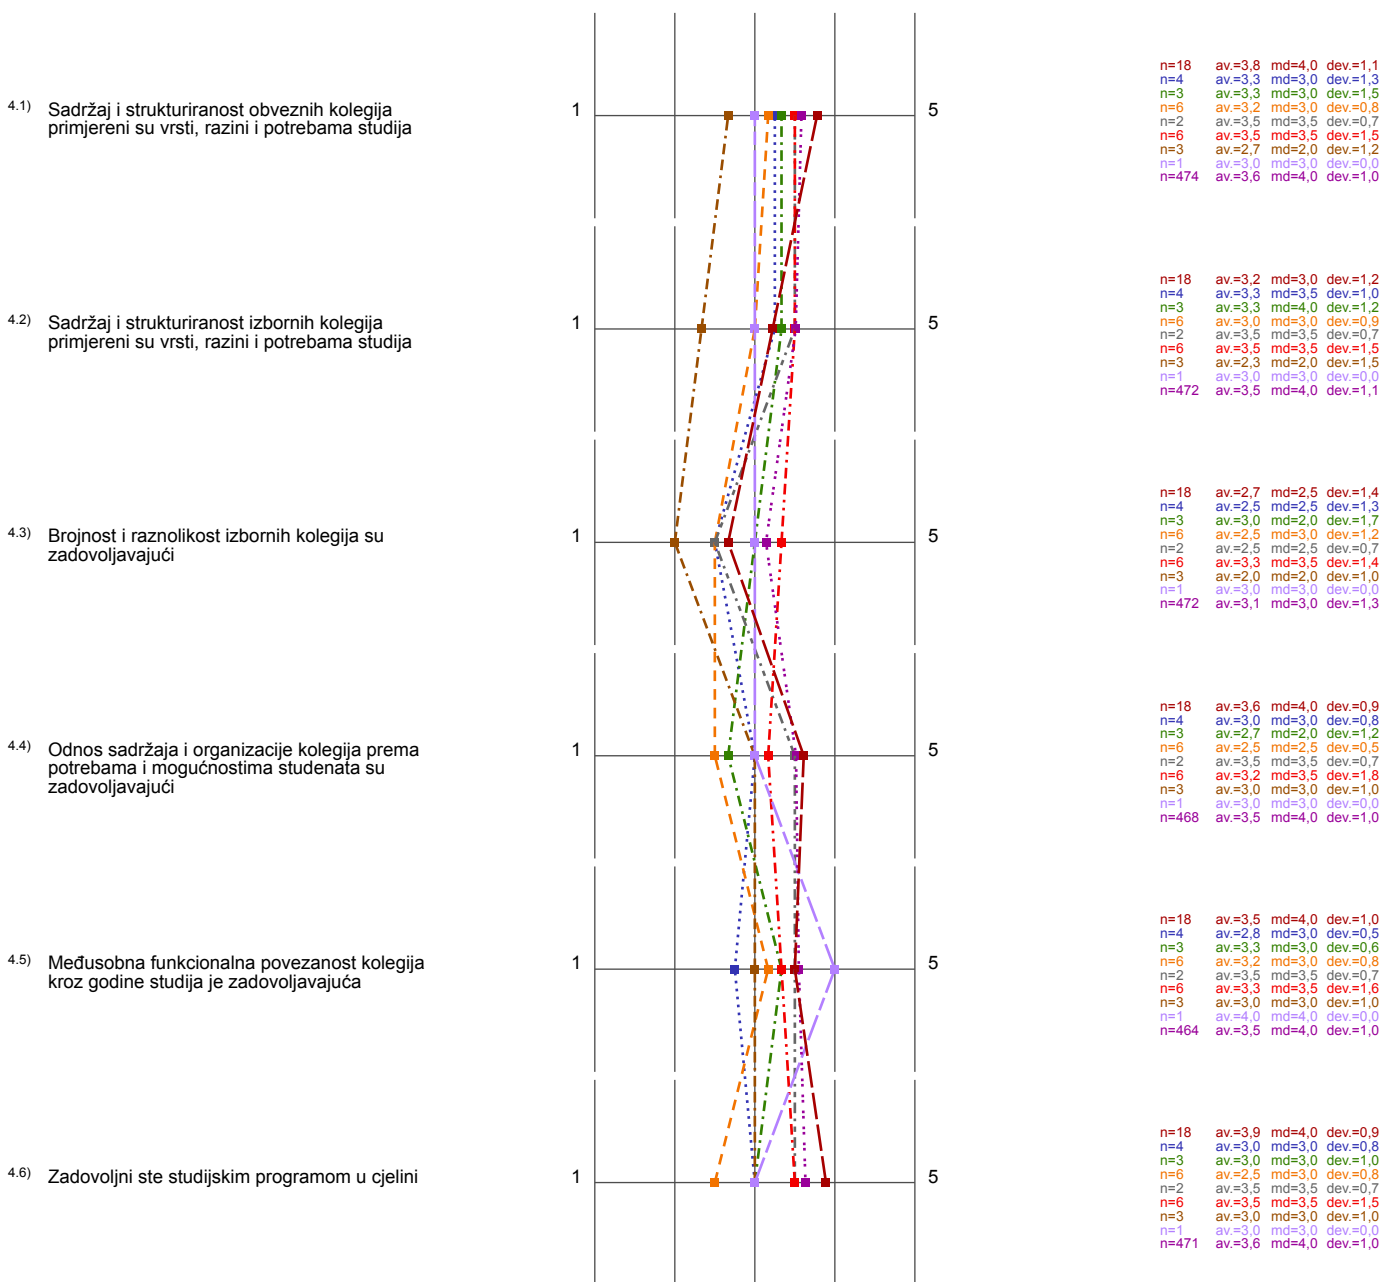 4.1) Sadržaj i strukturiranost obveznih kolegija
primjereni su vrsti, razini i potrebama studija
1
5
n=18 av.=3,8 md=4,0 dev.=1,1
n=4 av.=3,3 md=3,0 dev.=1,3
n=3 av.=3,3 md=3,0 dev.=1,5
n=6 av.=3,2 md=3,0 dev.=0,8
n=2 av.=3,5 md=3,5 dev.=0,7
n=6 av.=3,5 md=3,5 dev.=1,5
n=3 av.=2,7 md=2,0 dev.=1,2
n=1 av.=3,0 md=3,0 dev.=0,0
n=474 av.=3,6 md=4,0 dev.=1,0
4.2) Sadržaj i strukturiranost izbornih kolegija
primjereni su vrsti, razini i potrebama studija
1
5
n=18 av.=3,2 md=3,0 dev.=1,2
n=4 av.=3,3 md=3,5 dev.=1,0
n=3 av.=3,3 md=4,0 dev.=1,2
n=6 av.=3,0 md=3,0 dev.=0,9
n=2 av.=3,5 md=3,5 dev.=0,7
n=6 av.=3,5 md=3,5 dev.=1,5
n=3 av.=2,3 md=2,0 dev.=1,5
n=1 av.=3,0 md=3,0 dev.=0,0
n=472 av.=3,5 md=4,0 dev.=1,1
4.3) Brojnost i raznolikost izbornih kolegija su
zadovoljavajući
1
5
n=18 av.=2,7 md=2,5 dev.=1,4
n=4 av.=2,5 md=2,5 dev.=1,3
n=3 av.=3,0 md=2,0 dev.=1,7
n=6 av.=2,5 md=3,0 dev.=1,2
n=2 av.=2,5 md=2,5 dev.=0,7
n=6 av.=3,3 md=3,5 dev.=1,4
n=3 av.=2,0 md=2,0 dev.=1,0
n=1 av.=3,0 md=3,0 dev.=0,0
n=472 av.=3,1 md=3,0 dev.=1,3
4.4) Odnos sadržaja i organizacije kolegija prema
potrebama i mogućnostima studenata su
zadovoljavajući
1
5
n=18 av.=3,6 md=4,0 dev.=0,9
n=4 av.=3,0 md=3,0 dev.=0,8
n=3 av.=2,7 md=2,0 dev.=1,2
n=6 av.=2,5 md=2,5 dev.=0,5
n=2 av.=3,5 md=3,5 dev.=0,7
n=6 av.=3,2 md=3,5 dev.=1,8
n=3 av.=3,0 md=3,0 dev.=1,0
n=1 av.=3,0 md=3,0 dev.=0,0
n=468 av.=3,5 md=4,0 dev.=1,0
4.5) Međusobna funkcionalna povezanost kolegija
kroz godine studija je zadovoljavajuća
1
5
n=18 av.=3,5 md=4,0 dev.=1,0
n=4 av.=2,8 md=3,0 dev.=0,5
n=3 av.=3,3 md=3,0 dev.=0,6
n=6 av.=3,2 md=3,0 dev.=0,8
n=2 av.=3,5 md=3,5 dev.=0,7
n=6 av.=3,3 md=3,5 dev.=1,6
n=3 av.=3,0 md=3,0 dev.=1,0
n=1 av.=4,0 md=4,0 dev.=0,0
n=464 av.=3,5 md=4,0 dev.=1,0
4.6) Zadovoljni ste studijskim programom u cjelini
1
5
n=18 av.=3,9 md=4,0 dev.=0,9
n=4 av.=3,0 md=3,0 dev.=0,8
n=3 av.=3,0 md=3,0 dev.=1,0
n=6 av.=2,5 md=3,0 dev.=0,8
n=2 av.=3,5 md=3,5 dev.=0,7
n=6 av.=3,5 md=3,5 dev.=1,5
n=3 av.=3,0 md=3,0 dev.=1,0
n=1 av.=3,0 md=3,0 dev.=0,0
n=471 av.=3,6 md=4,0 dev.=1,0